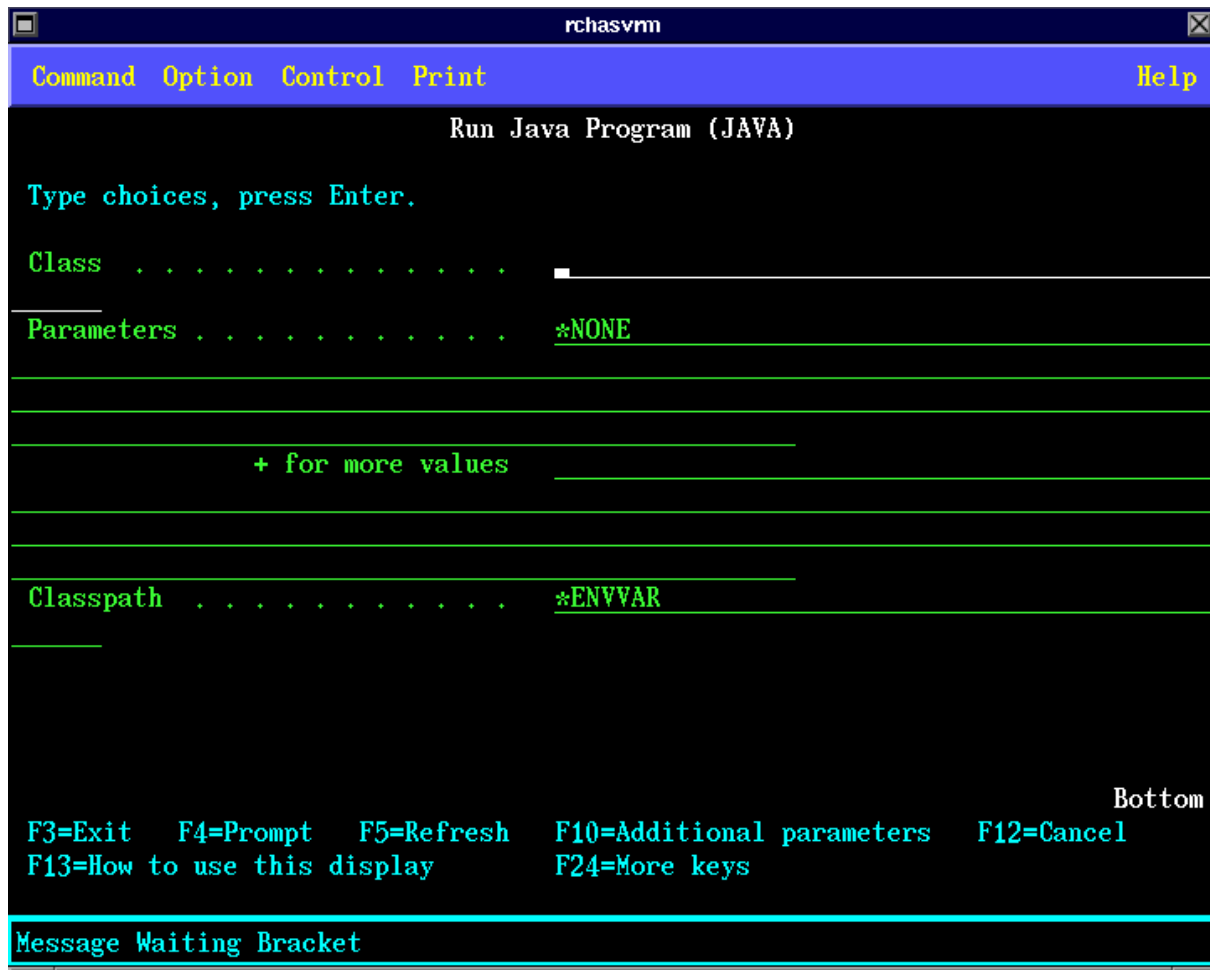 rchasvrm
Command Option Control Print Help
Run Java Program (JAVA)
Type choices, press Enter.
Class . . . . . . . . . . . . .
Parameters . . . . . . . . . . . *NONE
+ for more values
Classpath . . . . . . . . . . . *ENVVAR
Bottom
F3=Exit F4=Prompt F5=Refresh F10=Additional parameters F12=Cancel
F13=How to use this display F24=More keys
Message Waiting Bracket